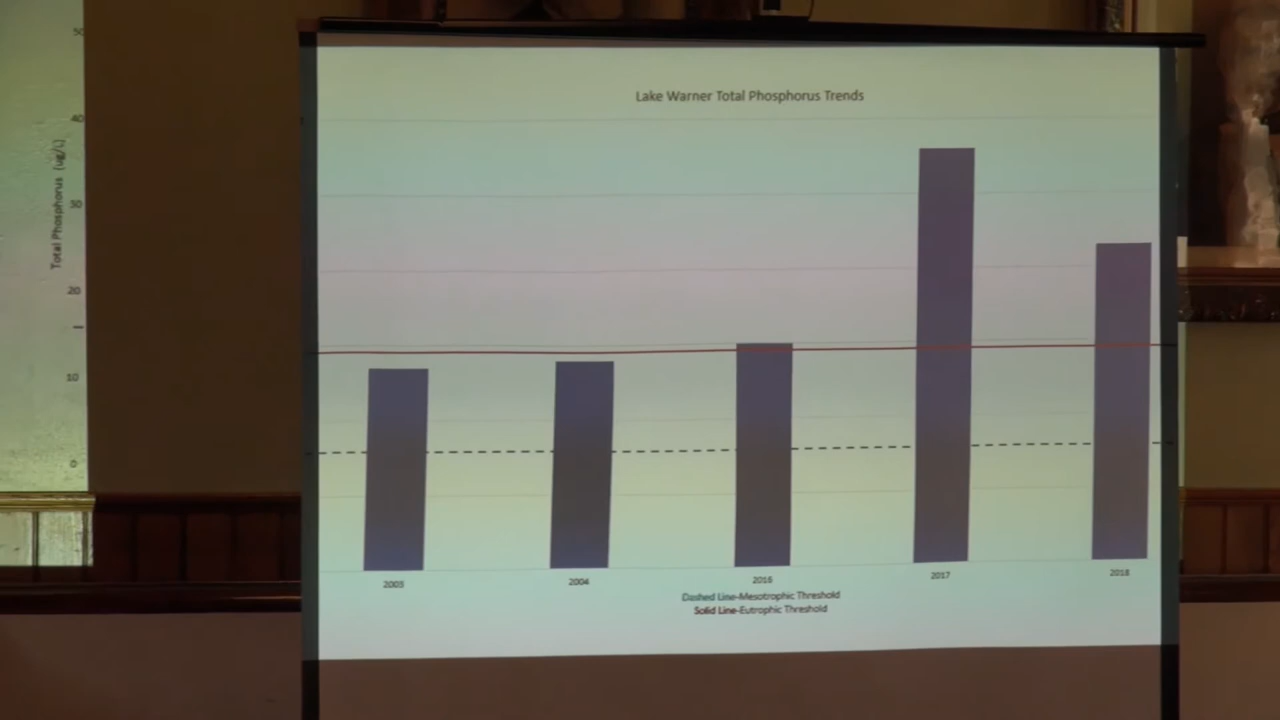 Lake Warner Total Phosphorus Trends
50
40
30
20
10
0
Total Phosphorus (ug/L)
2003
2004
2016
2017
2018
Dashed Line-Mesotrophic Threshold
Solid Line-Eutrophic Threshold